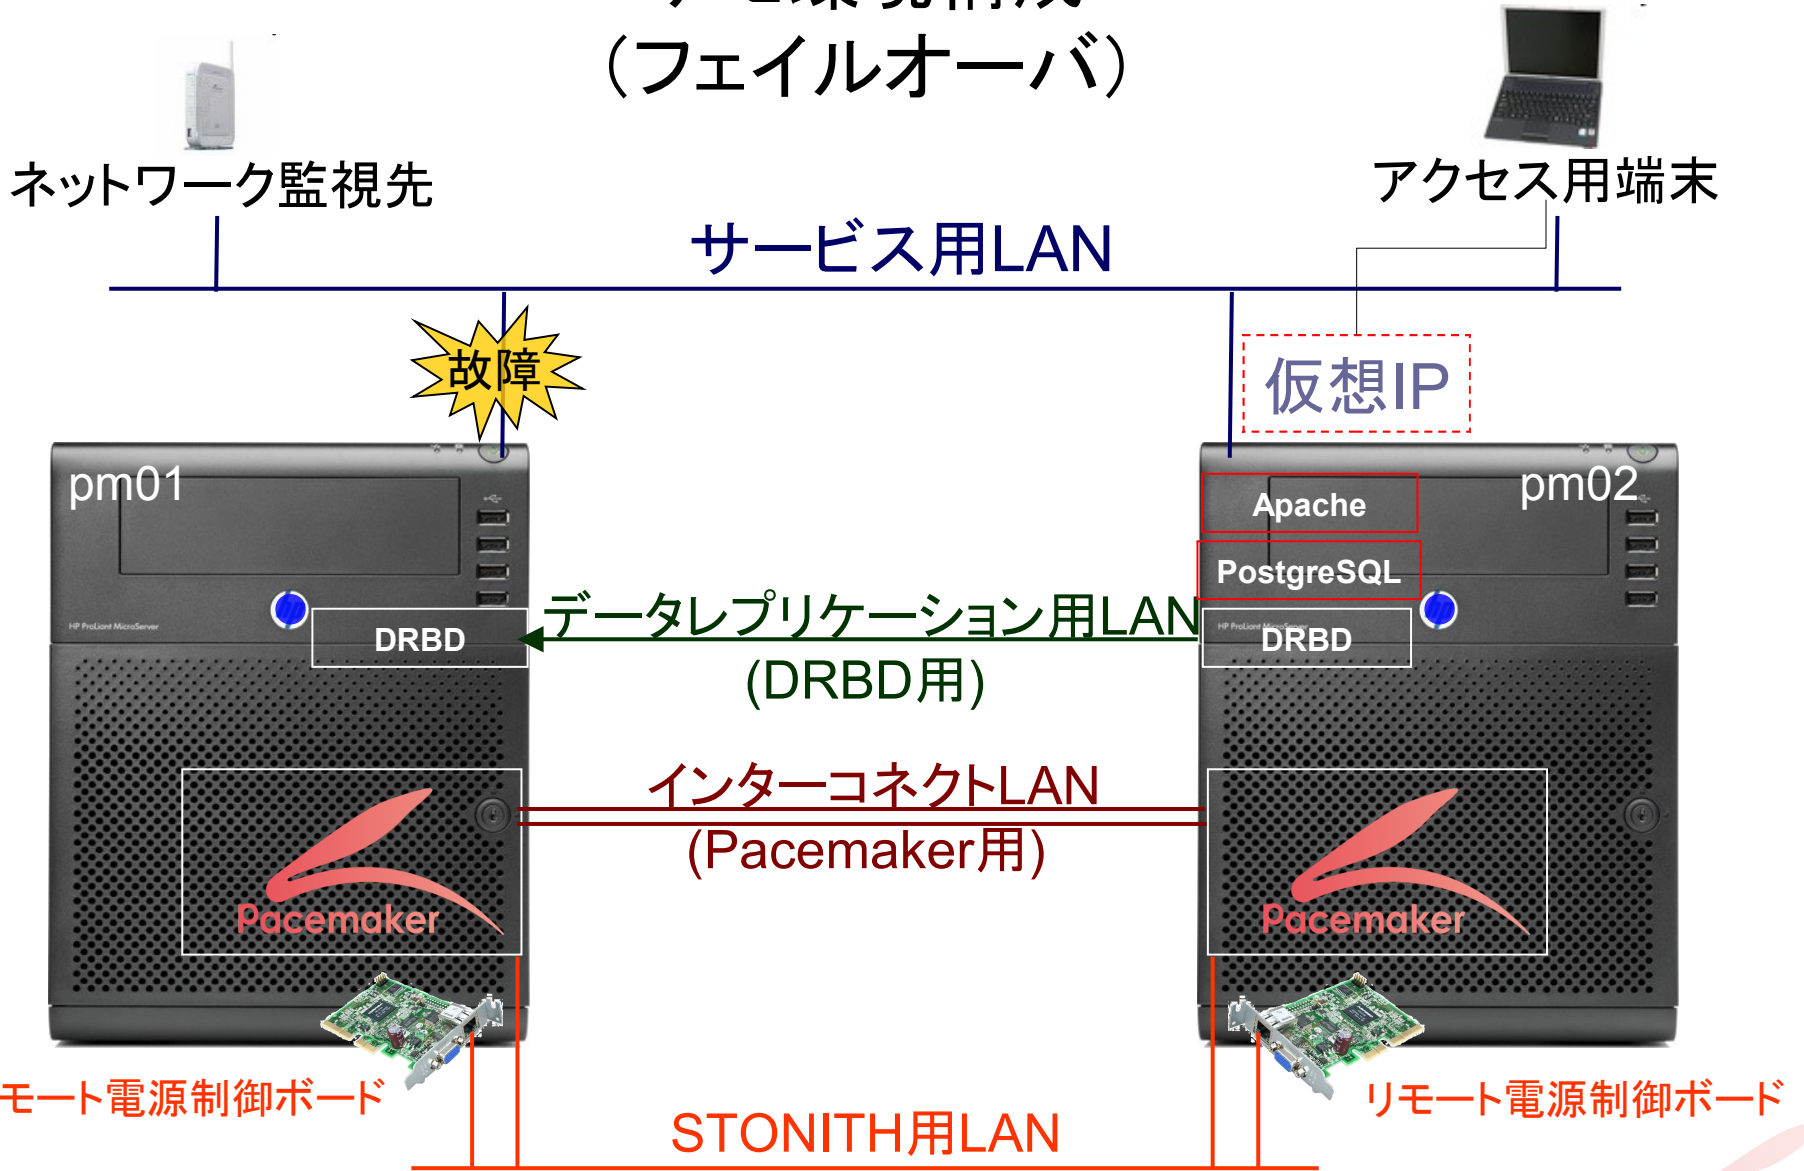 （フェイルオーバ）
ネットワーク監視先
アクセス用端末
サービス用LAN
故障
仮想IP
pm01
pm02
Apache
PostgreSQL
HP ProLiant MicroServer
HP ProLiant MicroServer
DRBD
データレプリケーション用LAN
(DRBD用)
DRBD
インターコネクトLAN
(Pacemaker用)
Pacemaker
Pacemaker
モート電源制御ボード
リモート電源制御ボード
STONITH用LAN